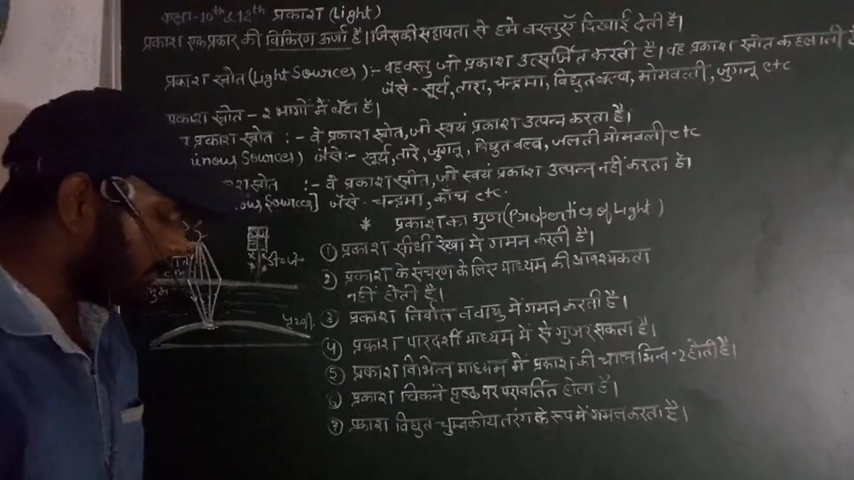 कक्षा-10th & 12th प्रकाश (Light)
प्रकाश एक प्रकार की विकिरण ऊर्जा है। जिसकी सहायता से हमे वस्तुएँ दिखाई देती है।
प्रकाश स्रोत (Light Sources) :- वह वस्तु जो प्रकाश उत्सर्जित करती है। वह प्रकाश स्रोत कहलाती है
जैसे - सूर्य, तारा, चन्द्रमा, विद्युत बल्व, मोमबत्ती, जुगनू etc
प्रकाश स्रोत - 2 भागों में बँटा है।
प्रकाश स्रोत :- वे प्रकाश स्रोत, जो स्वयं प्रकाश उत्पन्न करता है।
inous Sources) जैसे:- सूर्य, तारे, जुगनू, विद्युत बल्व, जलती मोमबत्ती etc
स्रोत :- वे प्रकाश स्रोत, जो स्वयं प्रकाश उत्पन्न नहीं करता है।
ous Sources] जैसे - चन्द्रमा, काँच etc.
* प्रकाश का गुण (Properties of Light)
① प्रकाश सीधी रेखा में गमन करती है।
② प्रकाश के संचरण के लिए माध्यम की आवश्यकता
नहीं होती है।
③ प्रकाश निर्वात व वायु में गमन करती है।
④ प्रकाश पारदर्शी माध्यम में से गुजर सकता है।
⑤ प्रकाश विभिन्न माध्यम में प्रकाश की चाल भिन्न-2 होती है।
⑥ प्रकाश चिकने पृष्ठ पर परावर्तित होता है।
⑦ प्रकाश विद्युत-चुम्बकीय तरंग के रूप में गमन करता है।
पृथ्वी